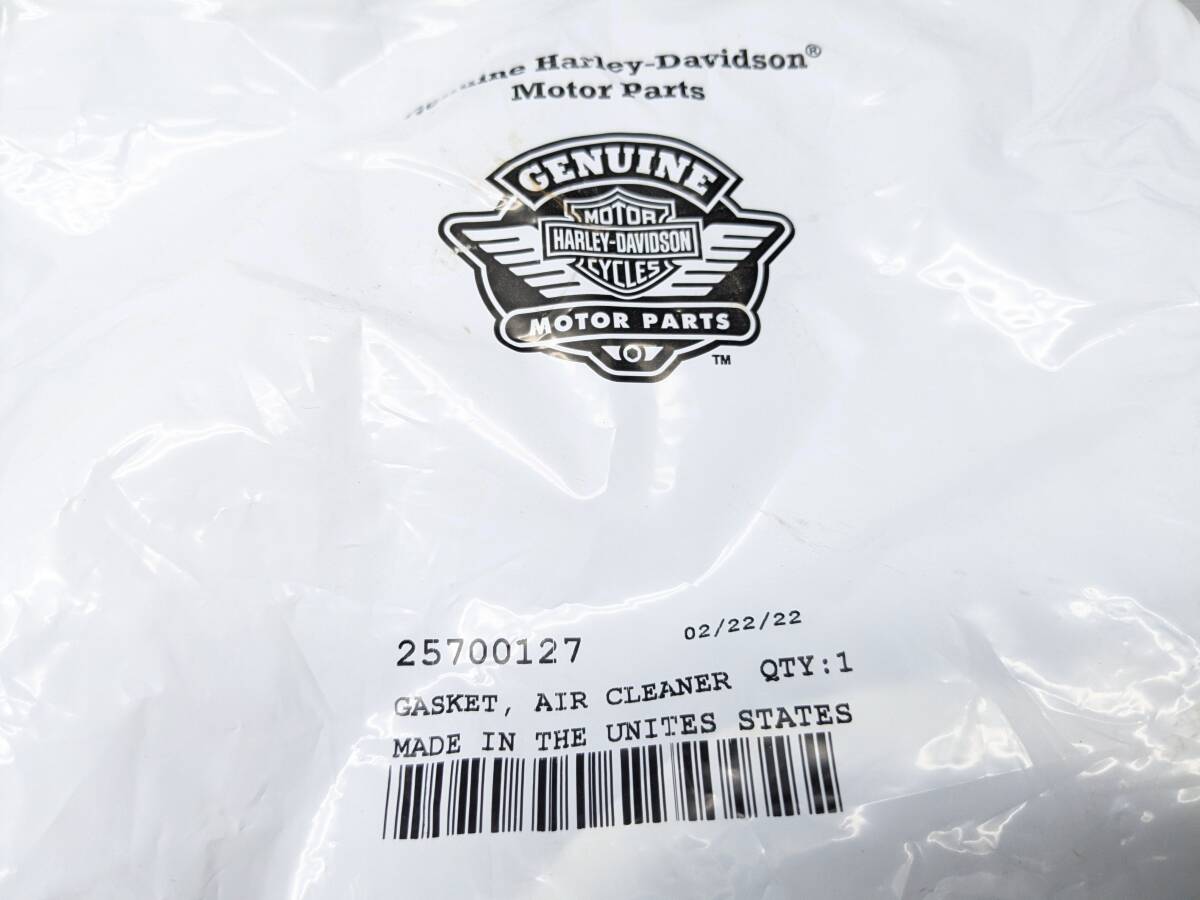 Genuine Harley-Davidson®
Motor Parts
GENUINE
MOTOR
HARLEY-DAVIDSON
CYCLES
MOTOR PARTS
TM
25700127 02/22/22
GASKET, AIR CLEANER QTY:1
MADE IN THE UNITES STATES